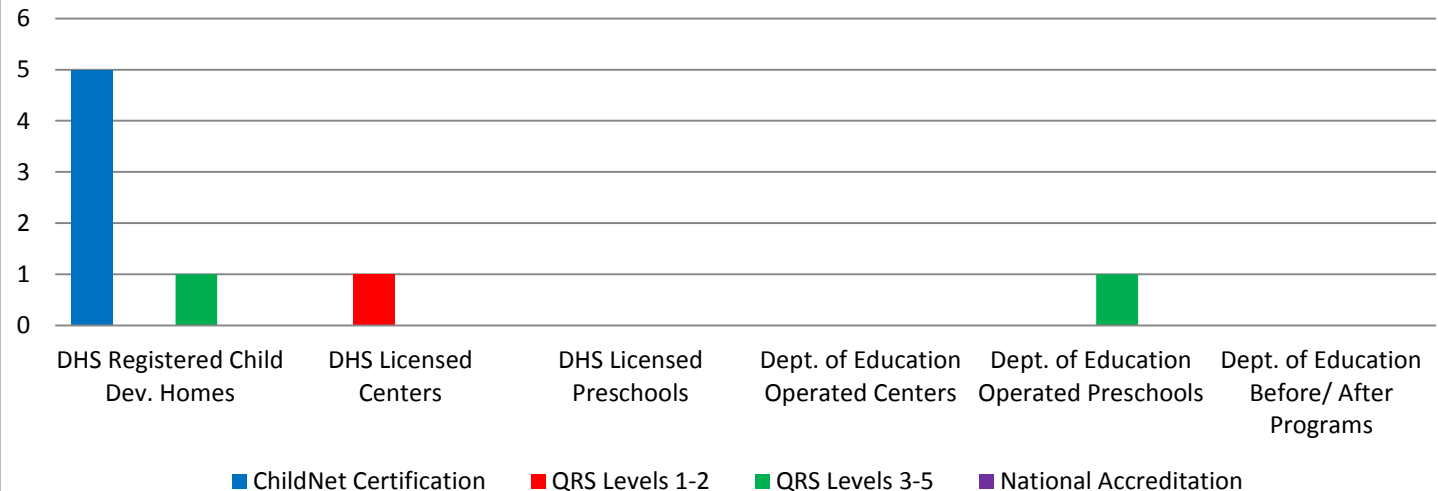 6
5
4
3
2
1
0
DHS Registered Child
Dev. Homes
DHS Licensed
Centers
DHS Licensed
Preschools
Dept. of Education
Operated Centers
Dept. of Education
Operated Preschools
Dept. of Education
Before/ After
Programs
ChildNet Certification
QRS Levels 1-2
QRS Levels 3-5
National Accreditation